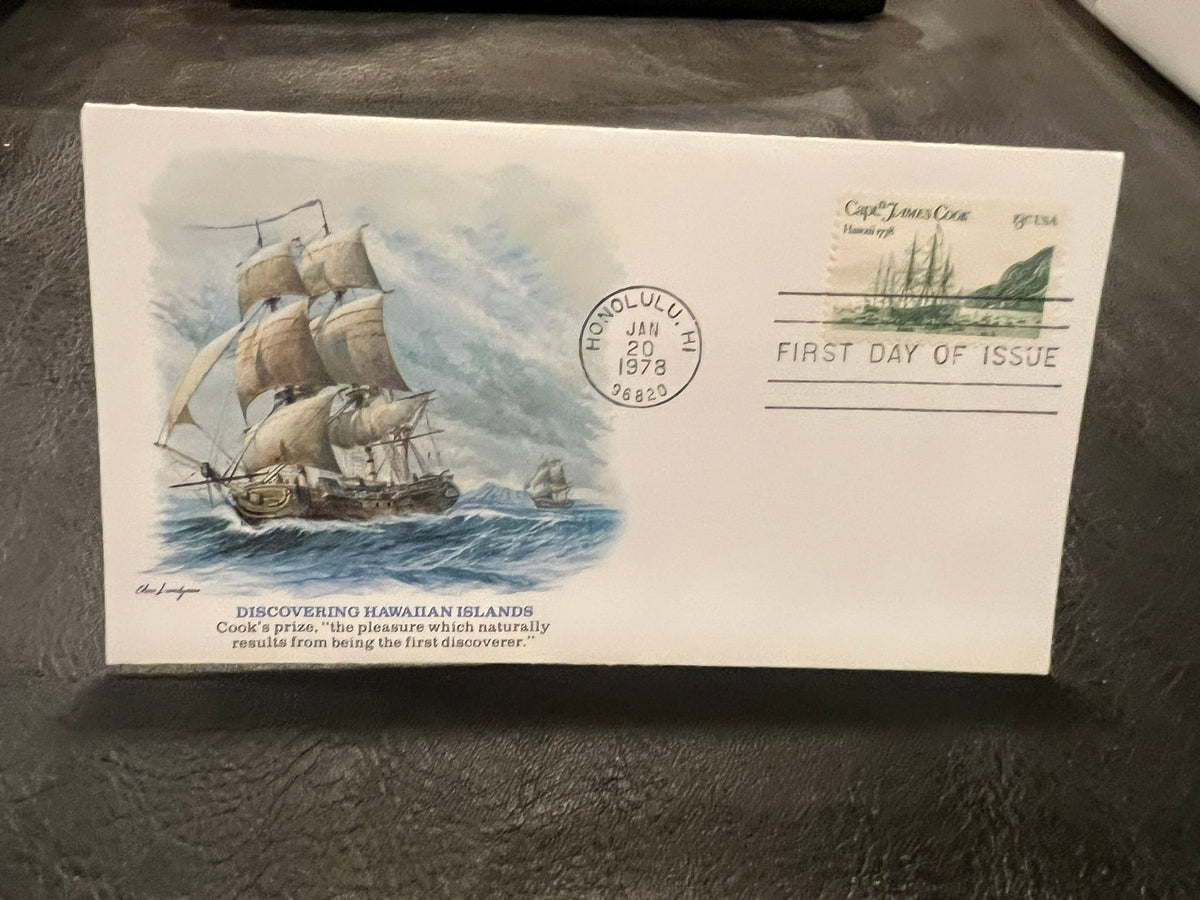 Capt.ⁿ JAMES COOK
13c USA
Hawaii 1778
HONOLULU, HI
JAN
20
1978
96820
FIRST DAY OF ISSUE
DISCOVERING HAWAIIAN ISLANDS
Cook's prize, "the pleasure which naturally
results from being the first discoverer."